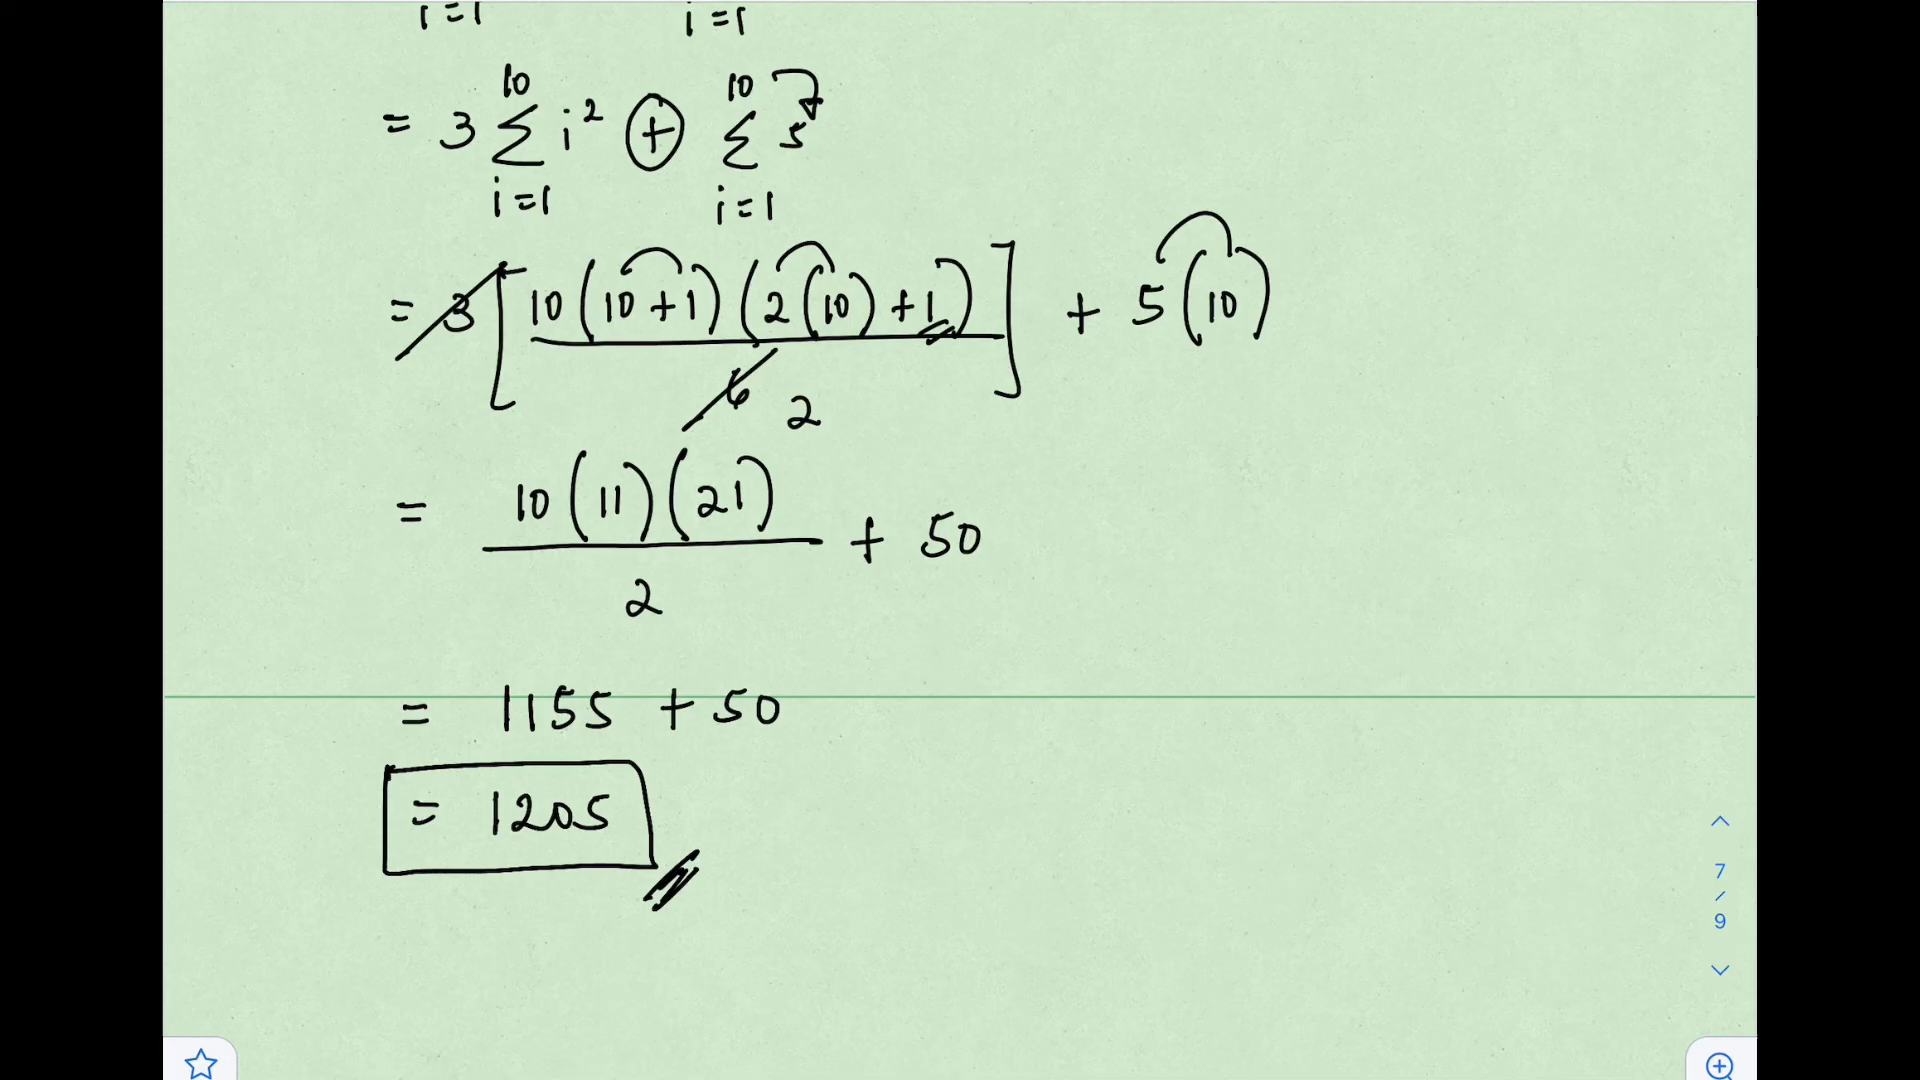 i=1 i=1
= 3 10 ∑ i=1 i² + 10 ∑ i=1 5
= 3 [ 10(10+1)(2(10)+1) / 6 2 ] + 5(10)
= 10(11)(21) / 2 + 50
= 1155 + 50
= 1205
7
/
9